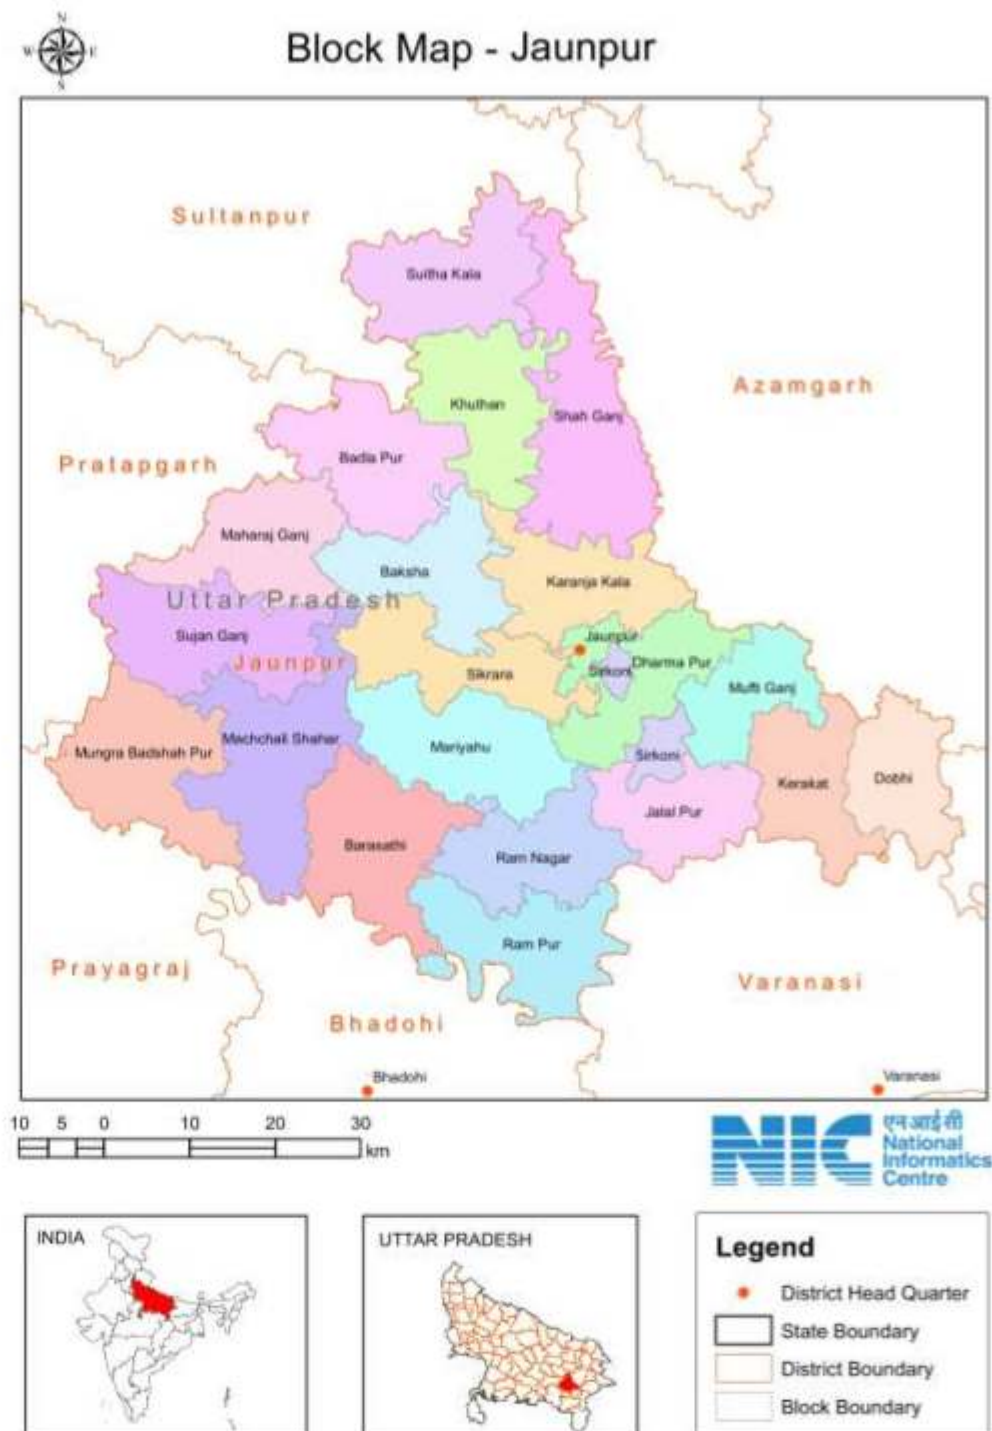 N
W E
S
Block Map - Jaunpur
Sultanpur
Suitha Kala
Azamgarh
Khuthan
Shah Ganj
Badla Pur
Pratapgarh
Maharaj Ganj
Baksha
Karanja Kala
Uttar Pradesh
Sujan Ganj
Jaunpur
Jaunpur
Sirkoni
Dharma Pur
Sikrara
Mufti Ganj
Mungra Badshah Pur
Machchali Shahar
Mariyahu
Sirkoni
Kerakat
Dobhi
Jalal Pur
Barasathi
Ram Nagar
Ram Pur
Prayagraj
Varanasi
Bhadohi
Bhadohi
Varanasi
10 5 0 10 20 30
km
NIC
एनआईसी
National
Informatics
Centre
INDIA
UTTAR PRADESH
Legend
District Head Quarter
State Boundary
District Boundary
Block Boundary